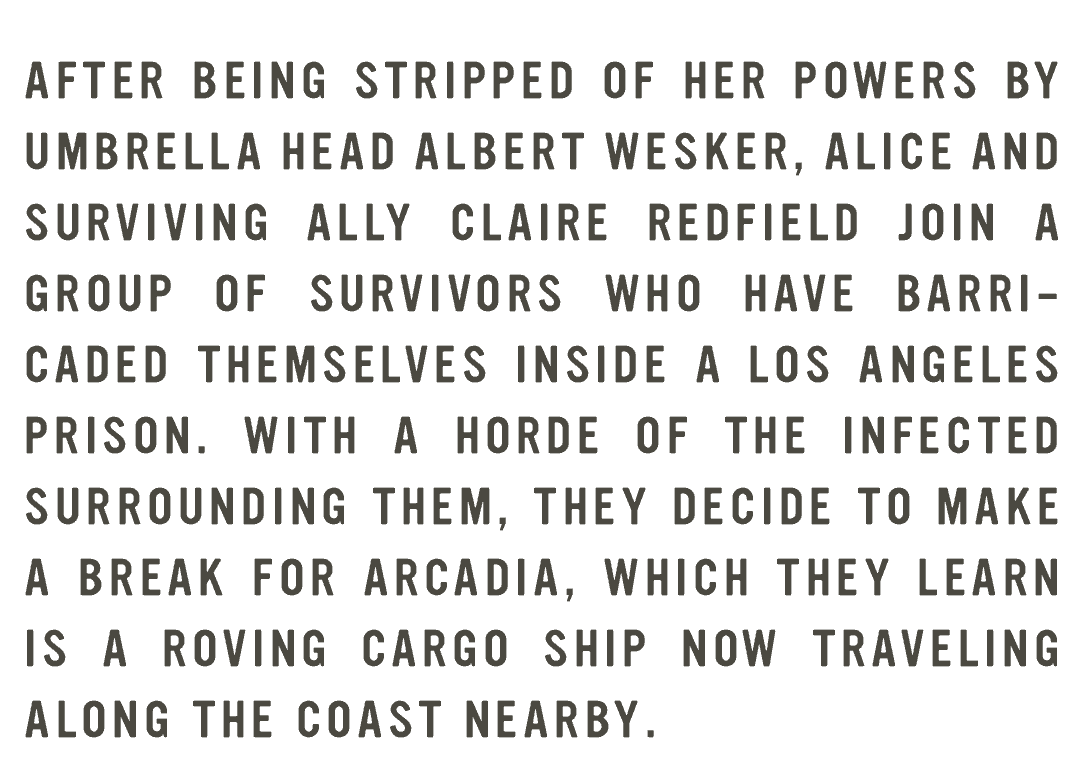 AFTER BEING STRIPPED OF HER POWERS BY
UMBRELLA HEAD ALBERT WESKER, ALICE AND
SURVIVING ALLY CLAIRE REDFIELD JOIN A
GROUP OF SURVIVORS WHO HAVE BARRI-
CADED THEMSELVES INSIDE A LOS ANGELES
PRISON. WITH A HORDE OF THE INFECTED
SURROUNDING THEM, THEY DECIDE TO MAKE
A BREAK FOR ARCADIA, WHICH THEY LEARN
IS A ROVING CARGO SHIP NOW TRAVELING
ALONG THE COAST NEARBY.